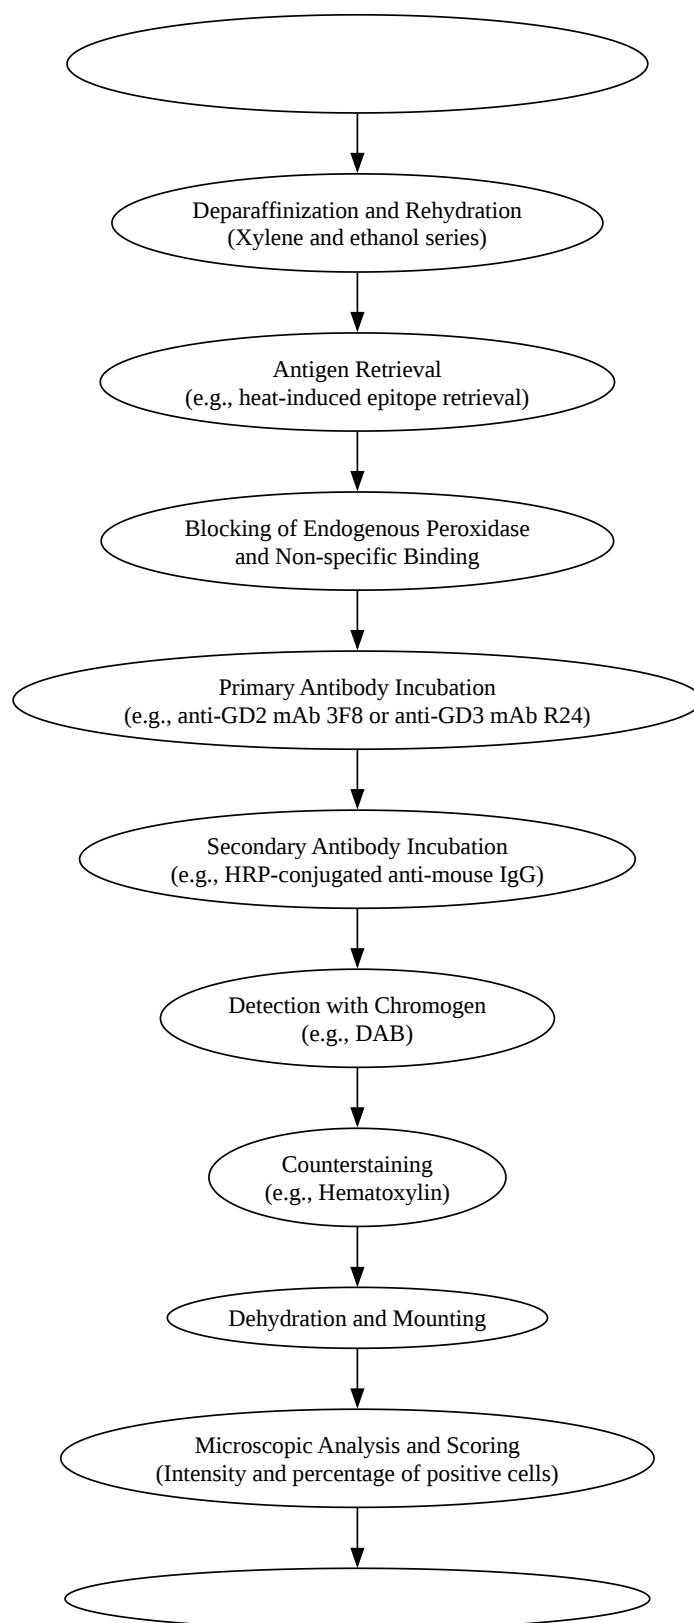 Deparaffinization and Rehydration
(Xylene and ethanol series)
Antigen Retrieval
(e.g., heat-induced epitope retrieval)
Blocking of Endogenous Peroxidase
and Non-specific Binding
Primary Antibody Incubation
(e.g., anti-GD2 mAb 3F8 or anti-GD3 mAb R24)
Secondary Antibody Incubation
(e.g., HRP-conjugated anti-mouse IgG)
Detection with Chromogen
(e.g., DAB)
Counterstaining
(e.g., Hematoxylin)
Dehydration and Mounting
Microscopic Analysis and Scoring
(Intensity and percentage of positive cells)